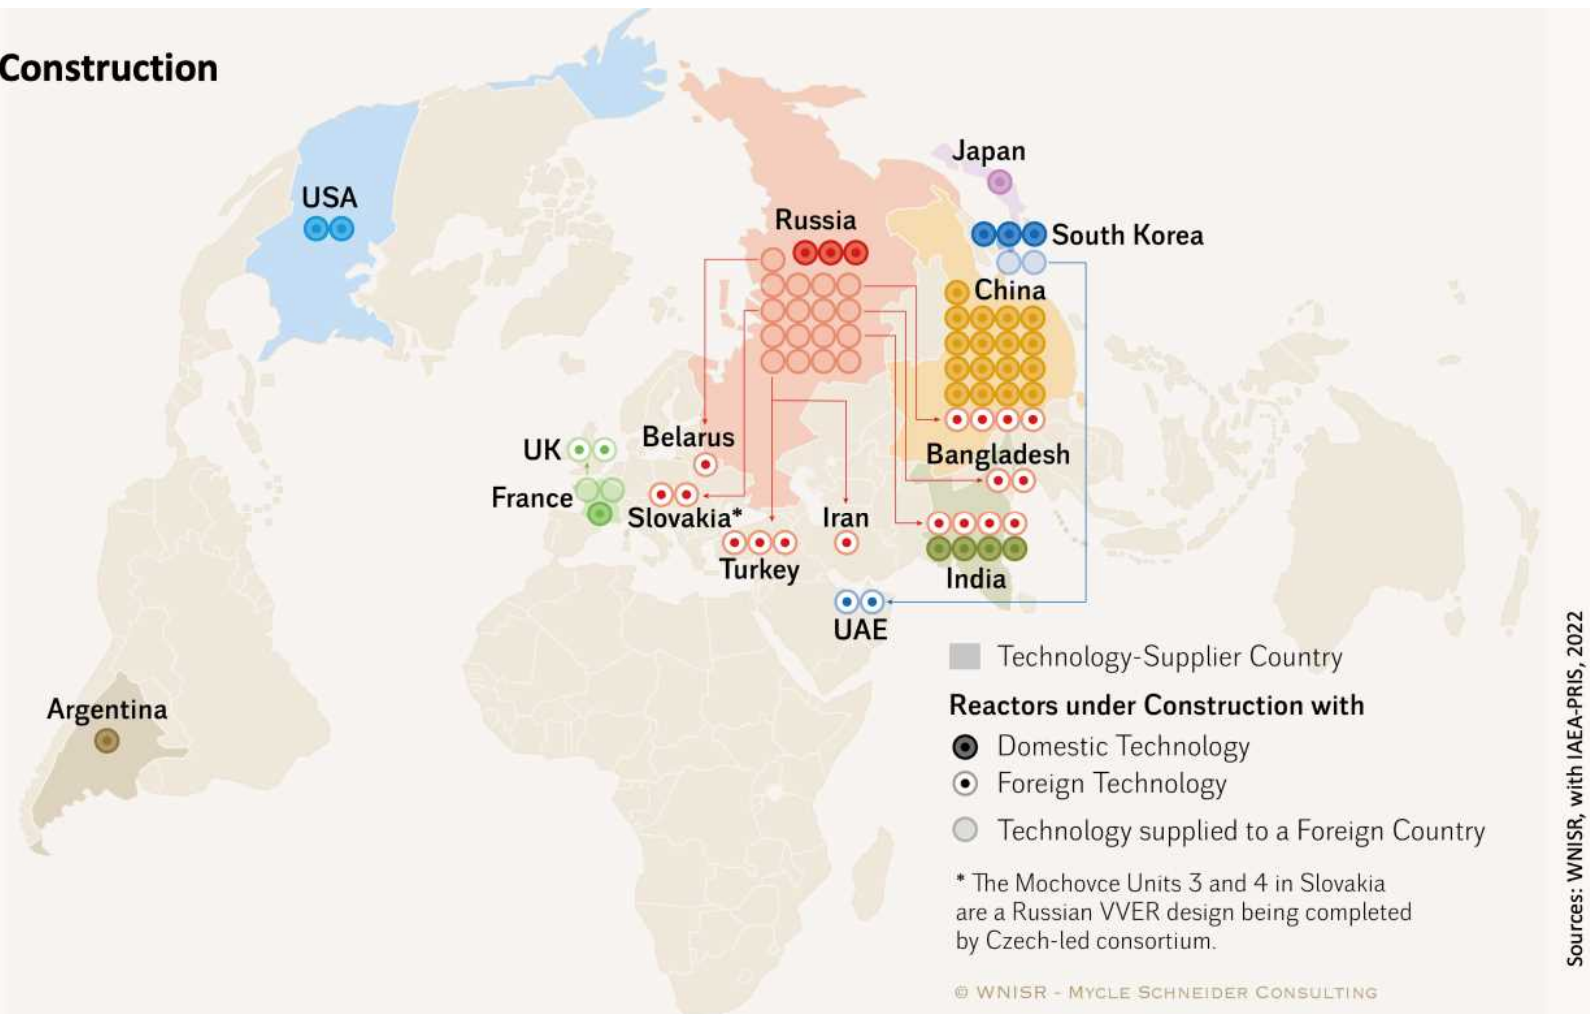 Construction
USA
Japan
Russia
South Korea
China
UK
Belarus
Bangladesh
France
Slovakia*
Iran
Turkey
India
UAE
Argentina
Technology-Supplier Country
Reactors under Construction with
Domestic Technology
Foreign Technology
Technology supplied to a Foreign Country
* The Mochovce Units 3 and 4 in Slovakia
are a Russian VVER design being completed
by Czech-led consortium.
© WNISR - MYCLE SCHNEIDER CONSULTING
Sources: WNISR, with IAEA-PRIS, 2022